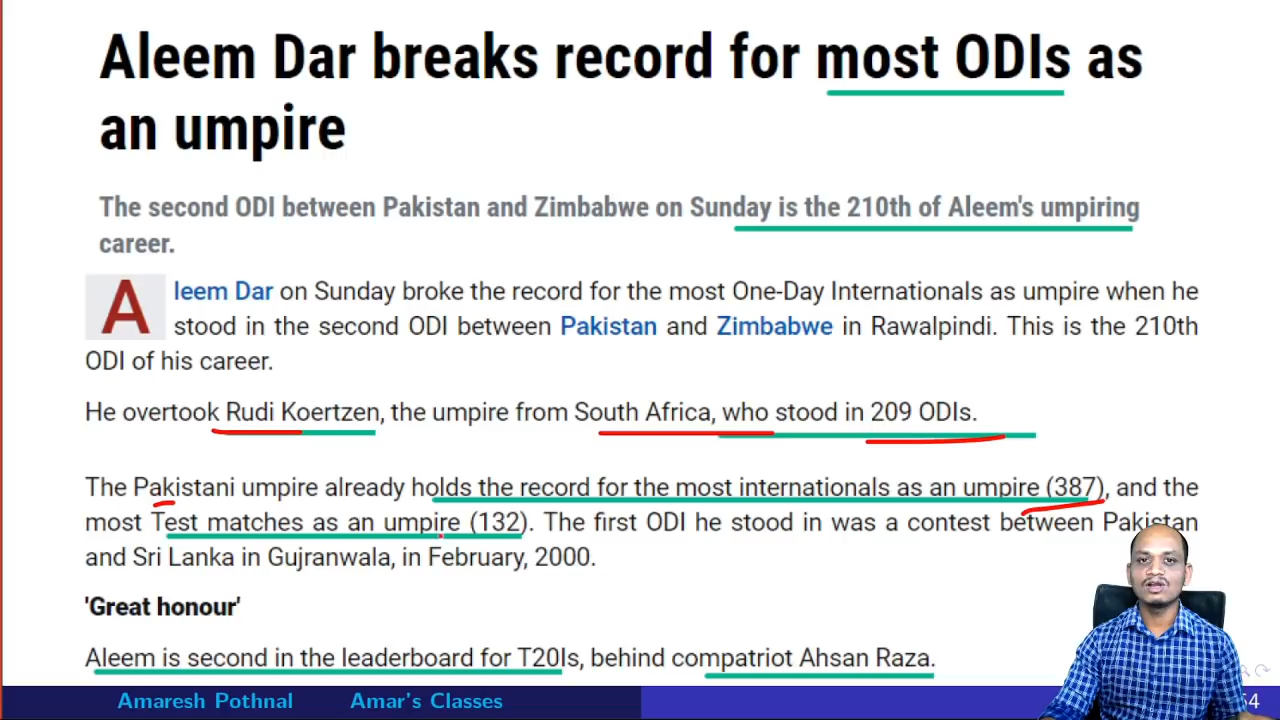 Aleem Dar breaks record for most ODIs as
an umpire
The second ODI between Pakistan and Zimbabwe on Sunday is the 210th of Aleem's umpiring
career.
Aleem Dar on Sunday broke the record for the most One-Day Internationals as umpire when he
stood in the second ODI between Pakistan and Zimbabwe in Rawalpindi. This is the 210th
ODI of his career.
He overtook Rudi Koertzen, the umpire from South Africa, who stood in 209 ODIs.
The Pakistani umpire already holds the record for the most internationals as an umpire (387), and the
most Test matches as an umpire (132). The first ODI he stood in was a contest between Pakistan
and Sri Lanka in Gujranwala, in February, 2000.
'Great honour'
Aleem is second in the leaderboard for T20Is, behind compatriot Ahsan Raza.
Amaresh Pothnal Amar's Classes 54